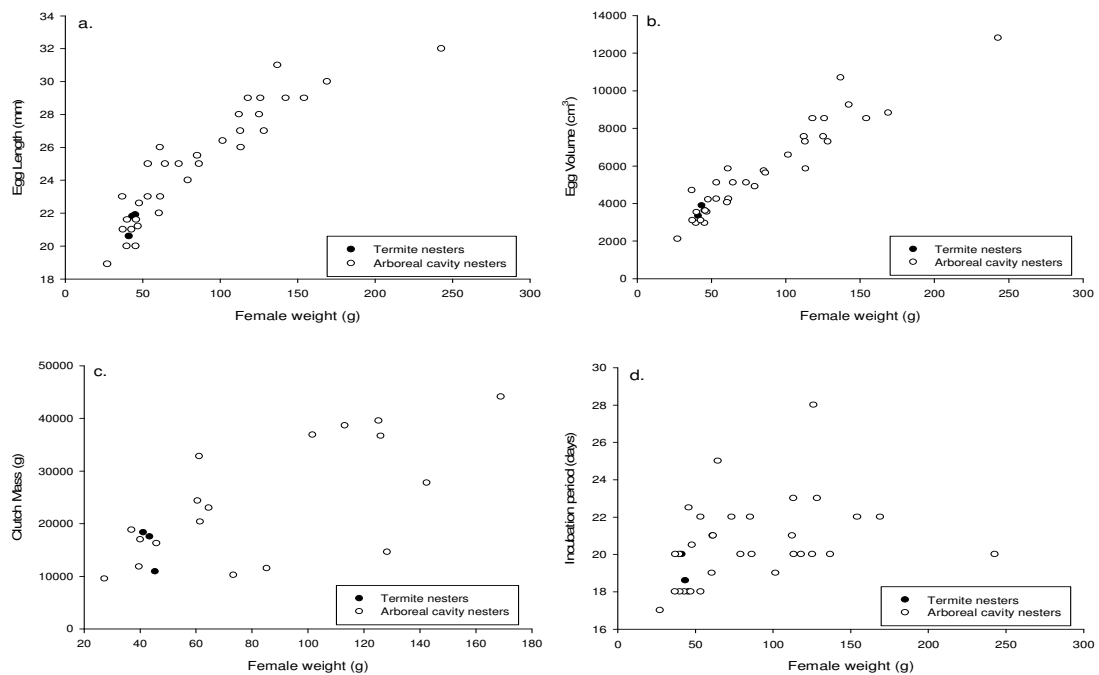 a.
Egg Length (mm)
34
32
30
28
26
24
22
20
18
0 50 100 150 200 250 300
Female weight (g)
Termite nesters
Arboreal cavity nesters
b.
Egg Volume (cm³)
14000
12000
10000
8000
6000
4000
2000
0
0 50 100 150 200 250 300
Female weight (g)
Termite nesters
Arboreal cavity nesters
c.
Clutch Mass (g)
50000
40000
30000
20000
10000
0
20 40 60 80 100 120 140 160 180
Female weight (g)
Termite nesters
Arboreal cavity nesters
d.
Incubation period (days)
30
28
26
24
22
20
18
16
0 50 100 150 200 250 300
Female weight (g)
Termite nesters
Arboreal cavity nesters